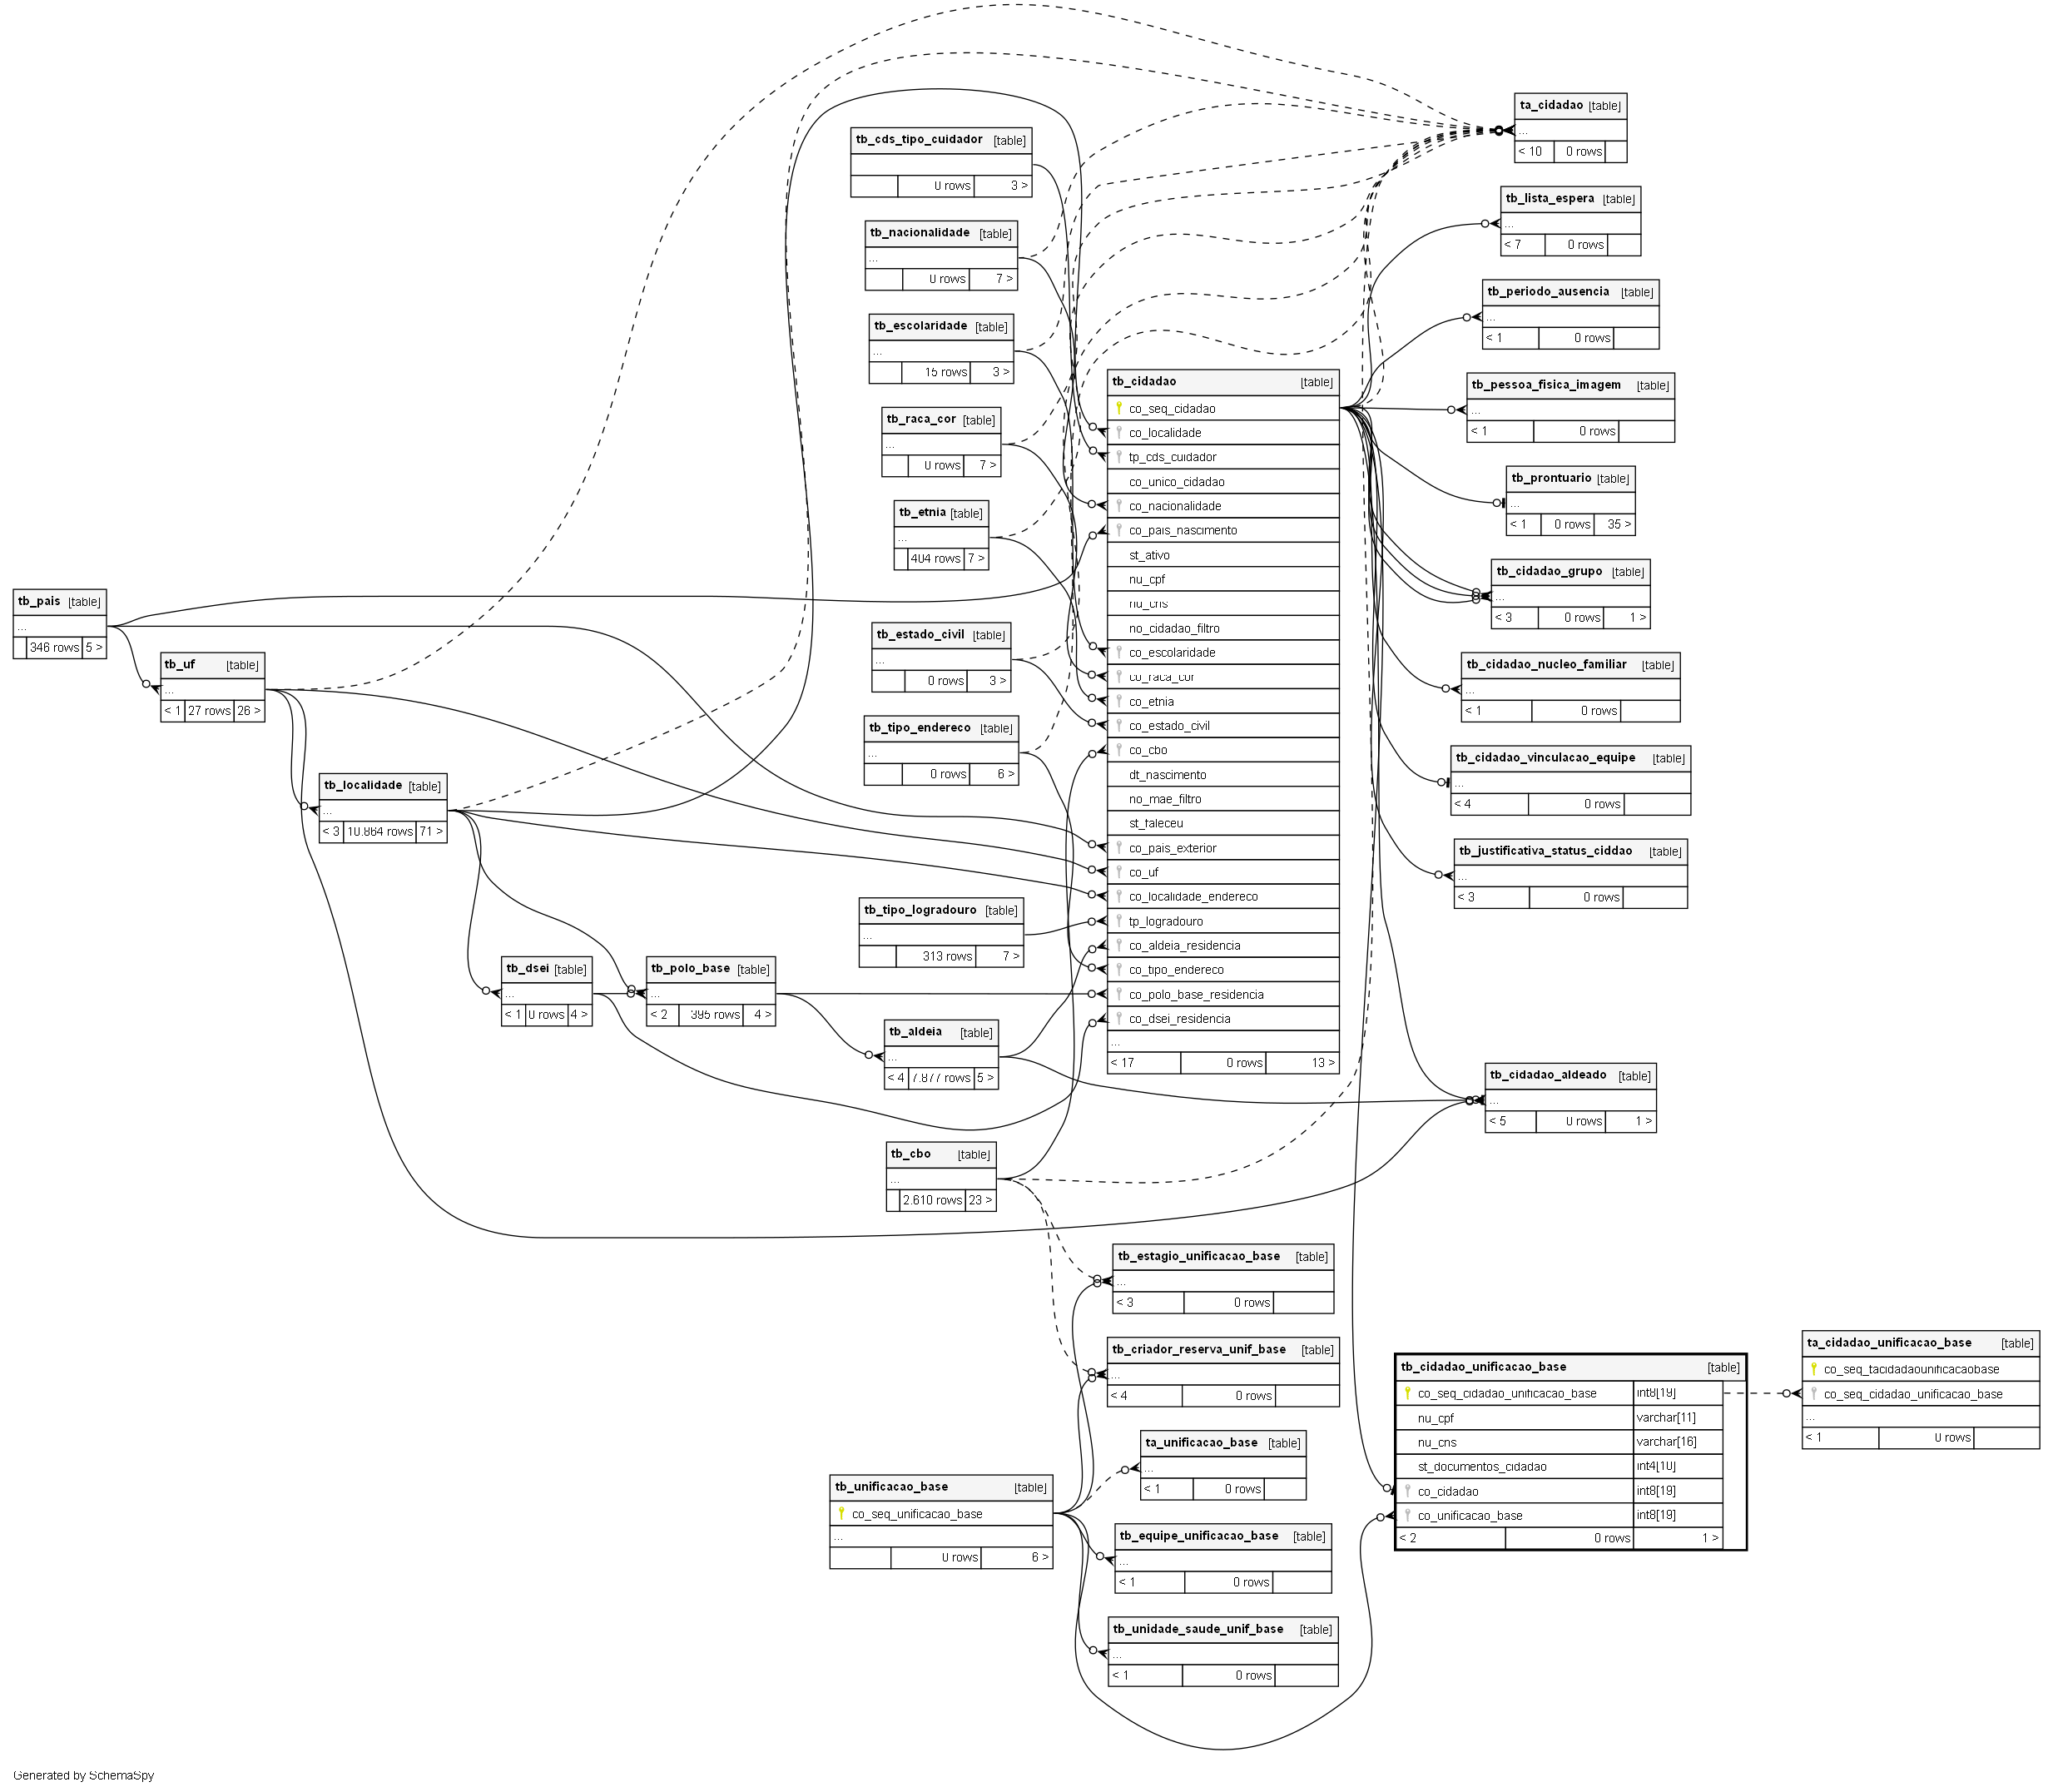 ta_cidadao [table]
...
< 10 0 rows
tb_cds_tipo_cuidador [table]
0 rows 3 >
tb_lista_espera [table]
...
< 7 0 rows
tb_nacionalidade [table]
...
0 rows 7 >
tb_periodo_ausencia [table]
...
< 1 0 rows
tb_escolaridade [table]
...
15 rows 3 >
tb_pessoa_fisica_imagem [table]
...
< 1 0 rows
tb_raca_cor [table]
...
0 rows 7 >
tb_prontuario [table]
...
< 1 0 rows 35 >
tb_etnia [table]
...
404 rows 7 >
tb_cidadao_grupo [table]
...
< 3 0 rows 1 >
tb_cidadao [table]
co_seq_cidadao
co_localidade
tp_cds_cuidador
co_unico_cidadao
co_nacionalidade
co_pais_nascimento
st_ativo
nu_cpf
nu_cns
no_cidadao_filtro
co_escolaridade
co_raca_cor
co_etnia
co_estado_civil
co_cbo
dt_nascimento
no_mae_filtro
st_faleceu
co_pais_exterior
co_uf
co_localidade_endereco
tp_logradouro
co_aldeia_residencia
co_tipo_endereco
co_polo_base_residencia
co_dsei_residencia
...
< 17 0 rows 13 >
tb_pais [table]
...
346 rows 5 >
tb_uf [table]
...
< 1 27 rows 26 >
tb_estado_civil [table]
...
0 rows 3 >
tb_cidadao_nucleo_familiar [table]
...
< 1 0 rows
tb_tipo_endereco [table]
...
0 rows 6 >
tb_cidadao_vinculacao_equipe [table]
...
< 4 0 rows
tb_localidade [table]
...
< 3 10.864 rows 71 >
tb_justificativa_status_ciddao [table]
...
< 3 0 rows
tb_tipo_logradouro [table]
...
313 rows 7 >
tb_dsei [table]
...
< 1 0 rows 4 >
tb_polo_base [table]
...
< 2 395 rows 4 >
tb_aldeia [table]
...
< 4 7.877 rows 5 >
tb_cidadao_aldeado [table]
...
< 5 0 rows 1 >
tb_cbo [table]
...
2.610 rows 23 >
tb_estagio_unificacao_base [table]
...
< 3 0 rows
tb_criador_reserva_unif_base [table]
...
< 4 0 rows
tb_cidadao_unificacao_base [table]
co_seq_cidadao_unificacao_base int8[19]
nu_cpf varchar[11]
nu_cns varchar[16]
st_documentos_cidadao int4[10]
co_cidadao int8[19]
co_unificacao_base int8[19]
< 2 0 rows 1 >
ta_cidadao_unificacao_base [table]
co_seq_tacidadaounificacaobase
co_seq_cidadao_unificacao_base
...
< 1 0 rows
ta_unificacao_base [table]
...
< 1 0 rows
tb_unificacao_base [table]
co_seq_unificacao_base
...
0 rows 6 >
tb_equipe_unificacao_base [table]
...
< 1 0 rows
tb_unidade_saude_unif_base [table]
...
< 1 0 rows
Generated by SchemaSpy